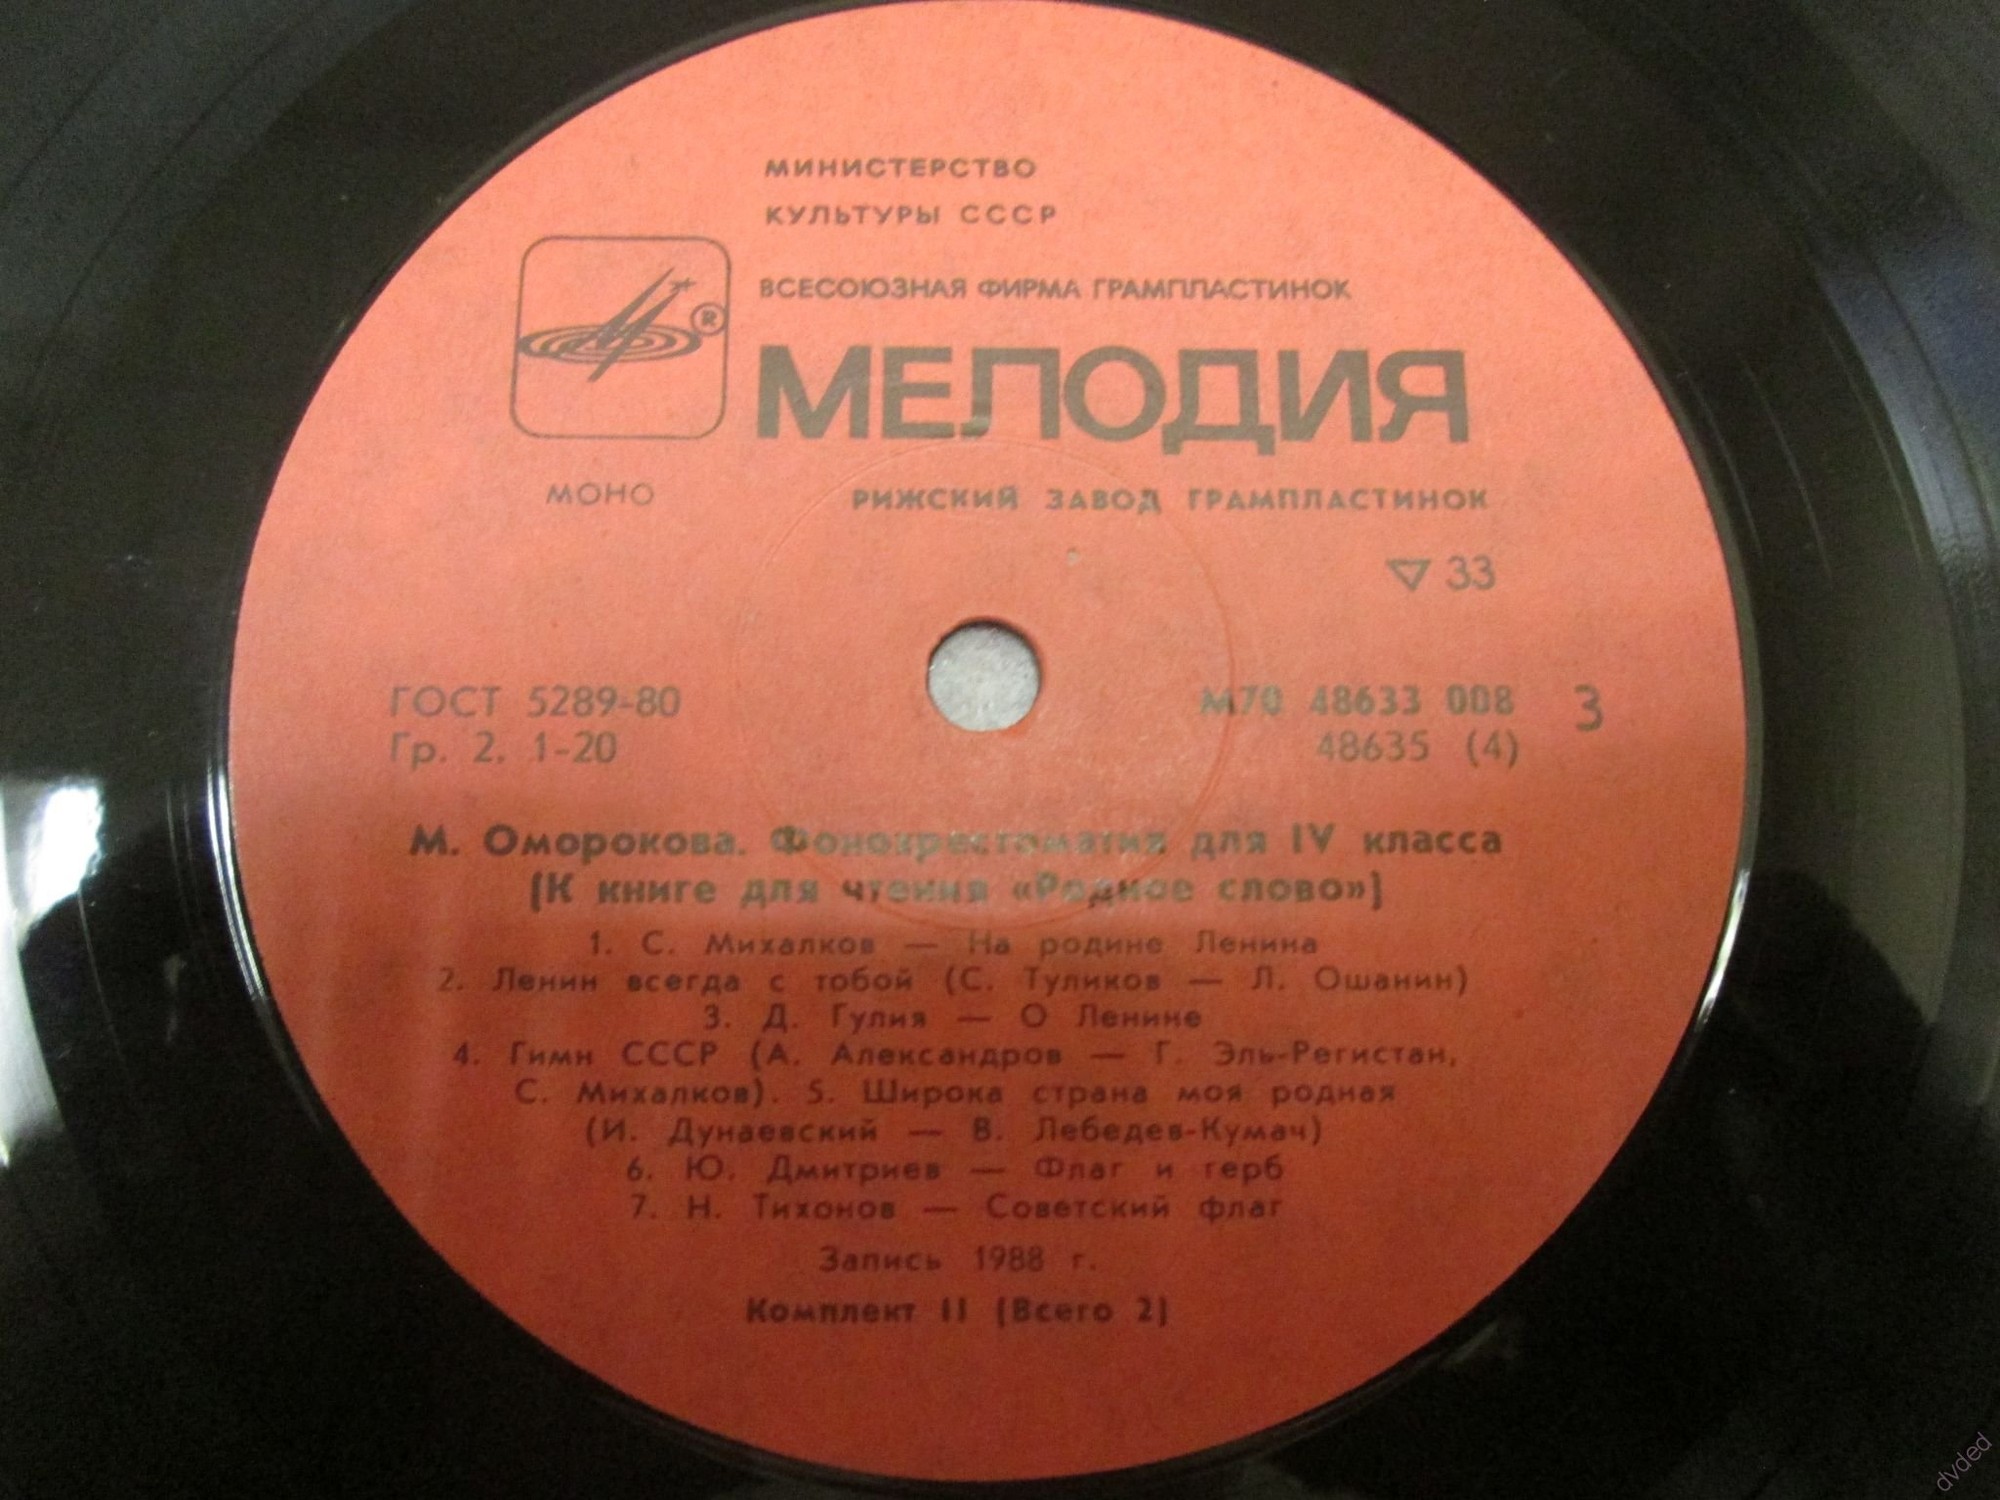 МИНИСТЕРСТВО
КУЛЬТУРЫ СССР
ВСЕСОЮЗНАЯ ФИРМА ГРАМПЛАСТИНОК
®
МЕЛОДИЯ
МОНО
РИЖСКИЙ ЗАВОД ГРАМПЛАСТИНОК
▽ 33
ГОСТ 5289-80
Гр. 2. 1-20
М70 48633 008 3
48635 (4)
М. Оморокова. Фонохрестоматия для IV класса
(К книге для чтения «Родное слово»)
1. С. Михалков — На родине Ленина
2. Ленин всегда с тобой (С. Туликов — Л. Ошанин)
3. Д. Гулия — О Ленине
4. Гимн СССР (А. Александров — Г. Эль-Регистан,
С. Михалков). 5. Широка страна моя родная
(И. Дунаевский — В. Лебедев-Кумач)
6. Ю. Дмитриев — Флаг и герб
7. Н. Тихонов — Советский флаг
Запись 1988 г.
Комплект II (Всего 2)
dvded